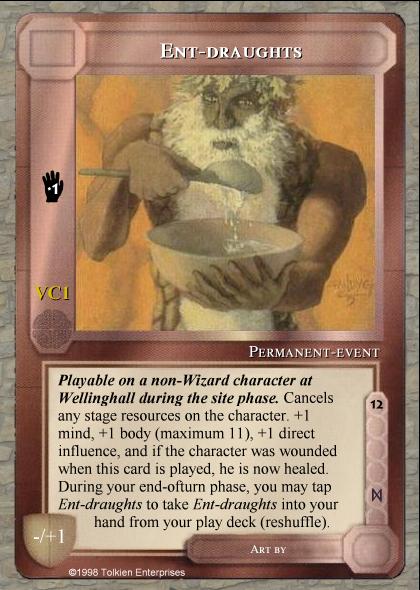 Ent-draughts
1
VC1
Permanent-event
Playable on a non-Wizard character at
Wellinghall during the site phase. Cancels
any stage resources on the character. +1
mind, +1 body (maximum 11), +1 direct
influence, and if the character was wounded
when this card is played, he is now healed.
During your end-ofturn phase, you may tap
Ent-draughts to take Ent-draughts into your
hand from your play deck (reshuffle).
12
-/+1
Art by
©1998 Tolkien Enterprises